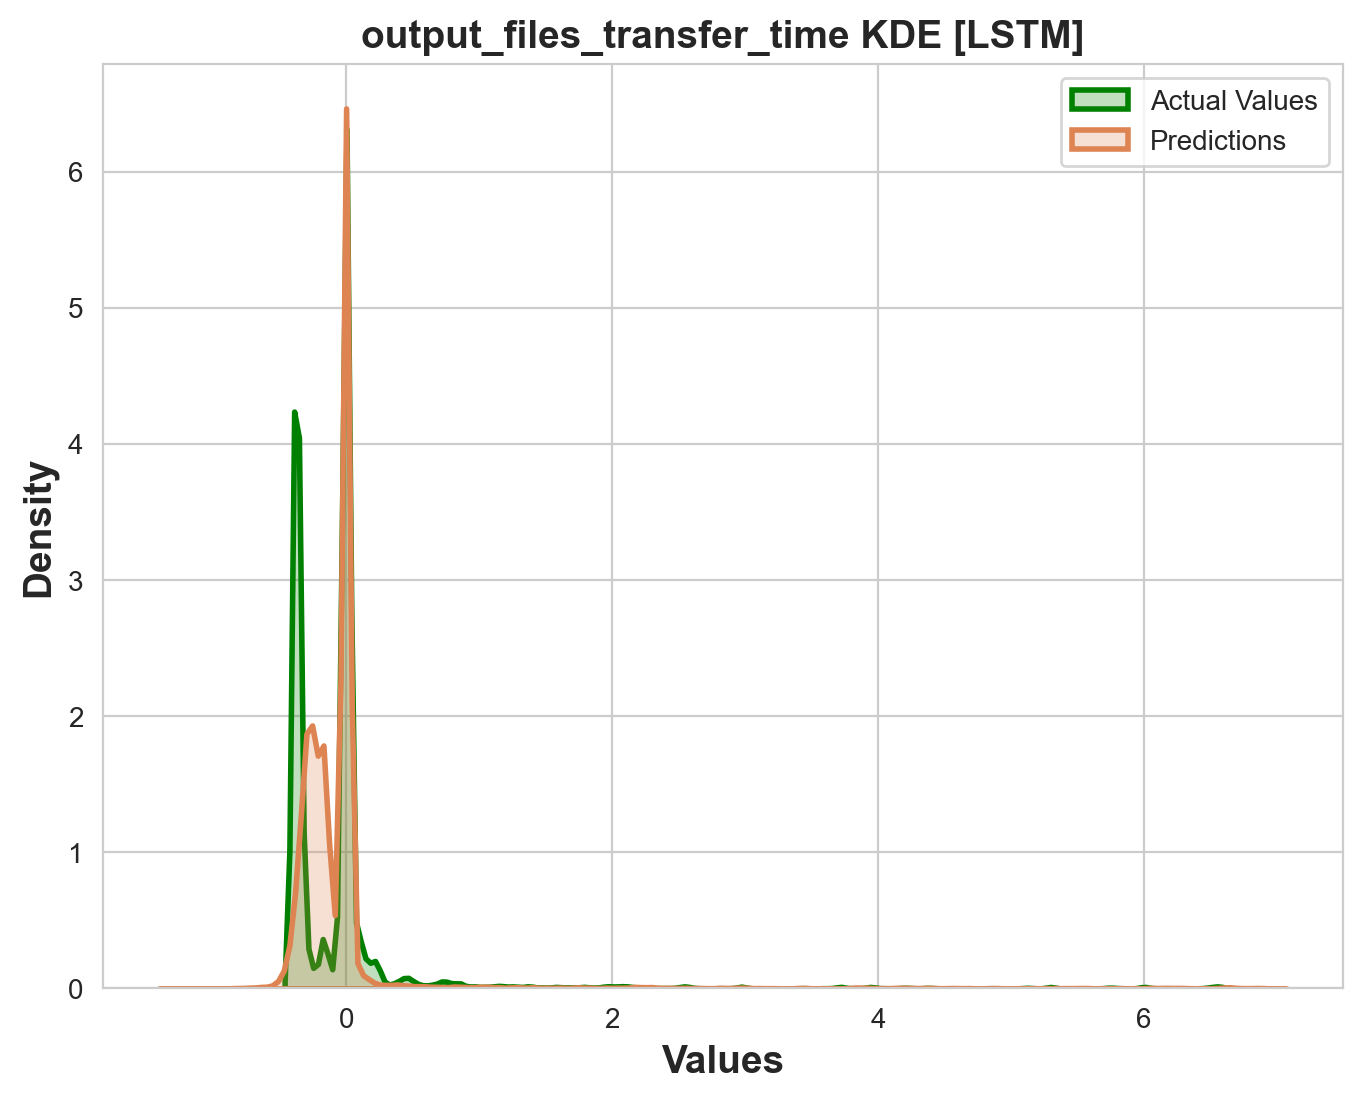 output_files_transfer_time KDE [LSTM]
Actual Values
Predictions
6
5
4
3
2
1
0
Density
0 2 4 6
Values